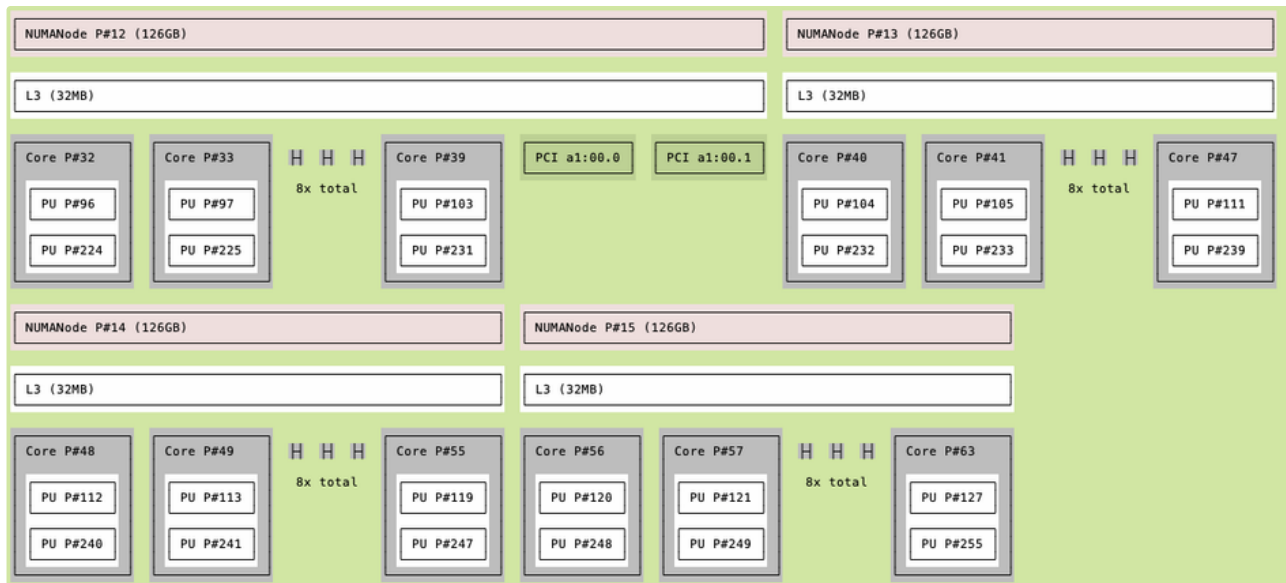 NUMANode P#12 (126GB)
NUMANode P#13 (126GB)
L3 (32MB)
L3 (32MB)
Core P#32
Core P#33
8x total
Core P#39
PCI a1:00.0
PCI a1:00.1
Core P#40
Core P#41
8x total
Core P#47
PU P#96
PU P#97
PU P#103
PU P#104
PU P#105
PU P#111
PU P#224
PU P#225
PU P#231
PU P#232
PU P#233
PU P#239
NUMANode P#14 (126GB)
NUMANode P#15 (126GB)
L3 (32MB)
L3 (32MB)
Core P#48
Core P#49
8x total
Core P#55
Core P#56
Core P#57
8x total
Core P#63
PU P#112
PU P#113
PU P#119
PU P#120
PU P#121
PU P#127
PU P#240
PU P#241
PU P#247
PU P#248
PU P#249
PU P#255